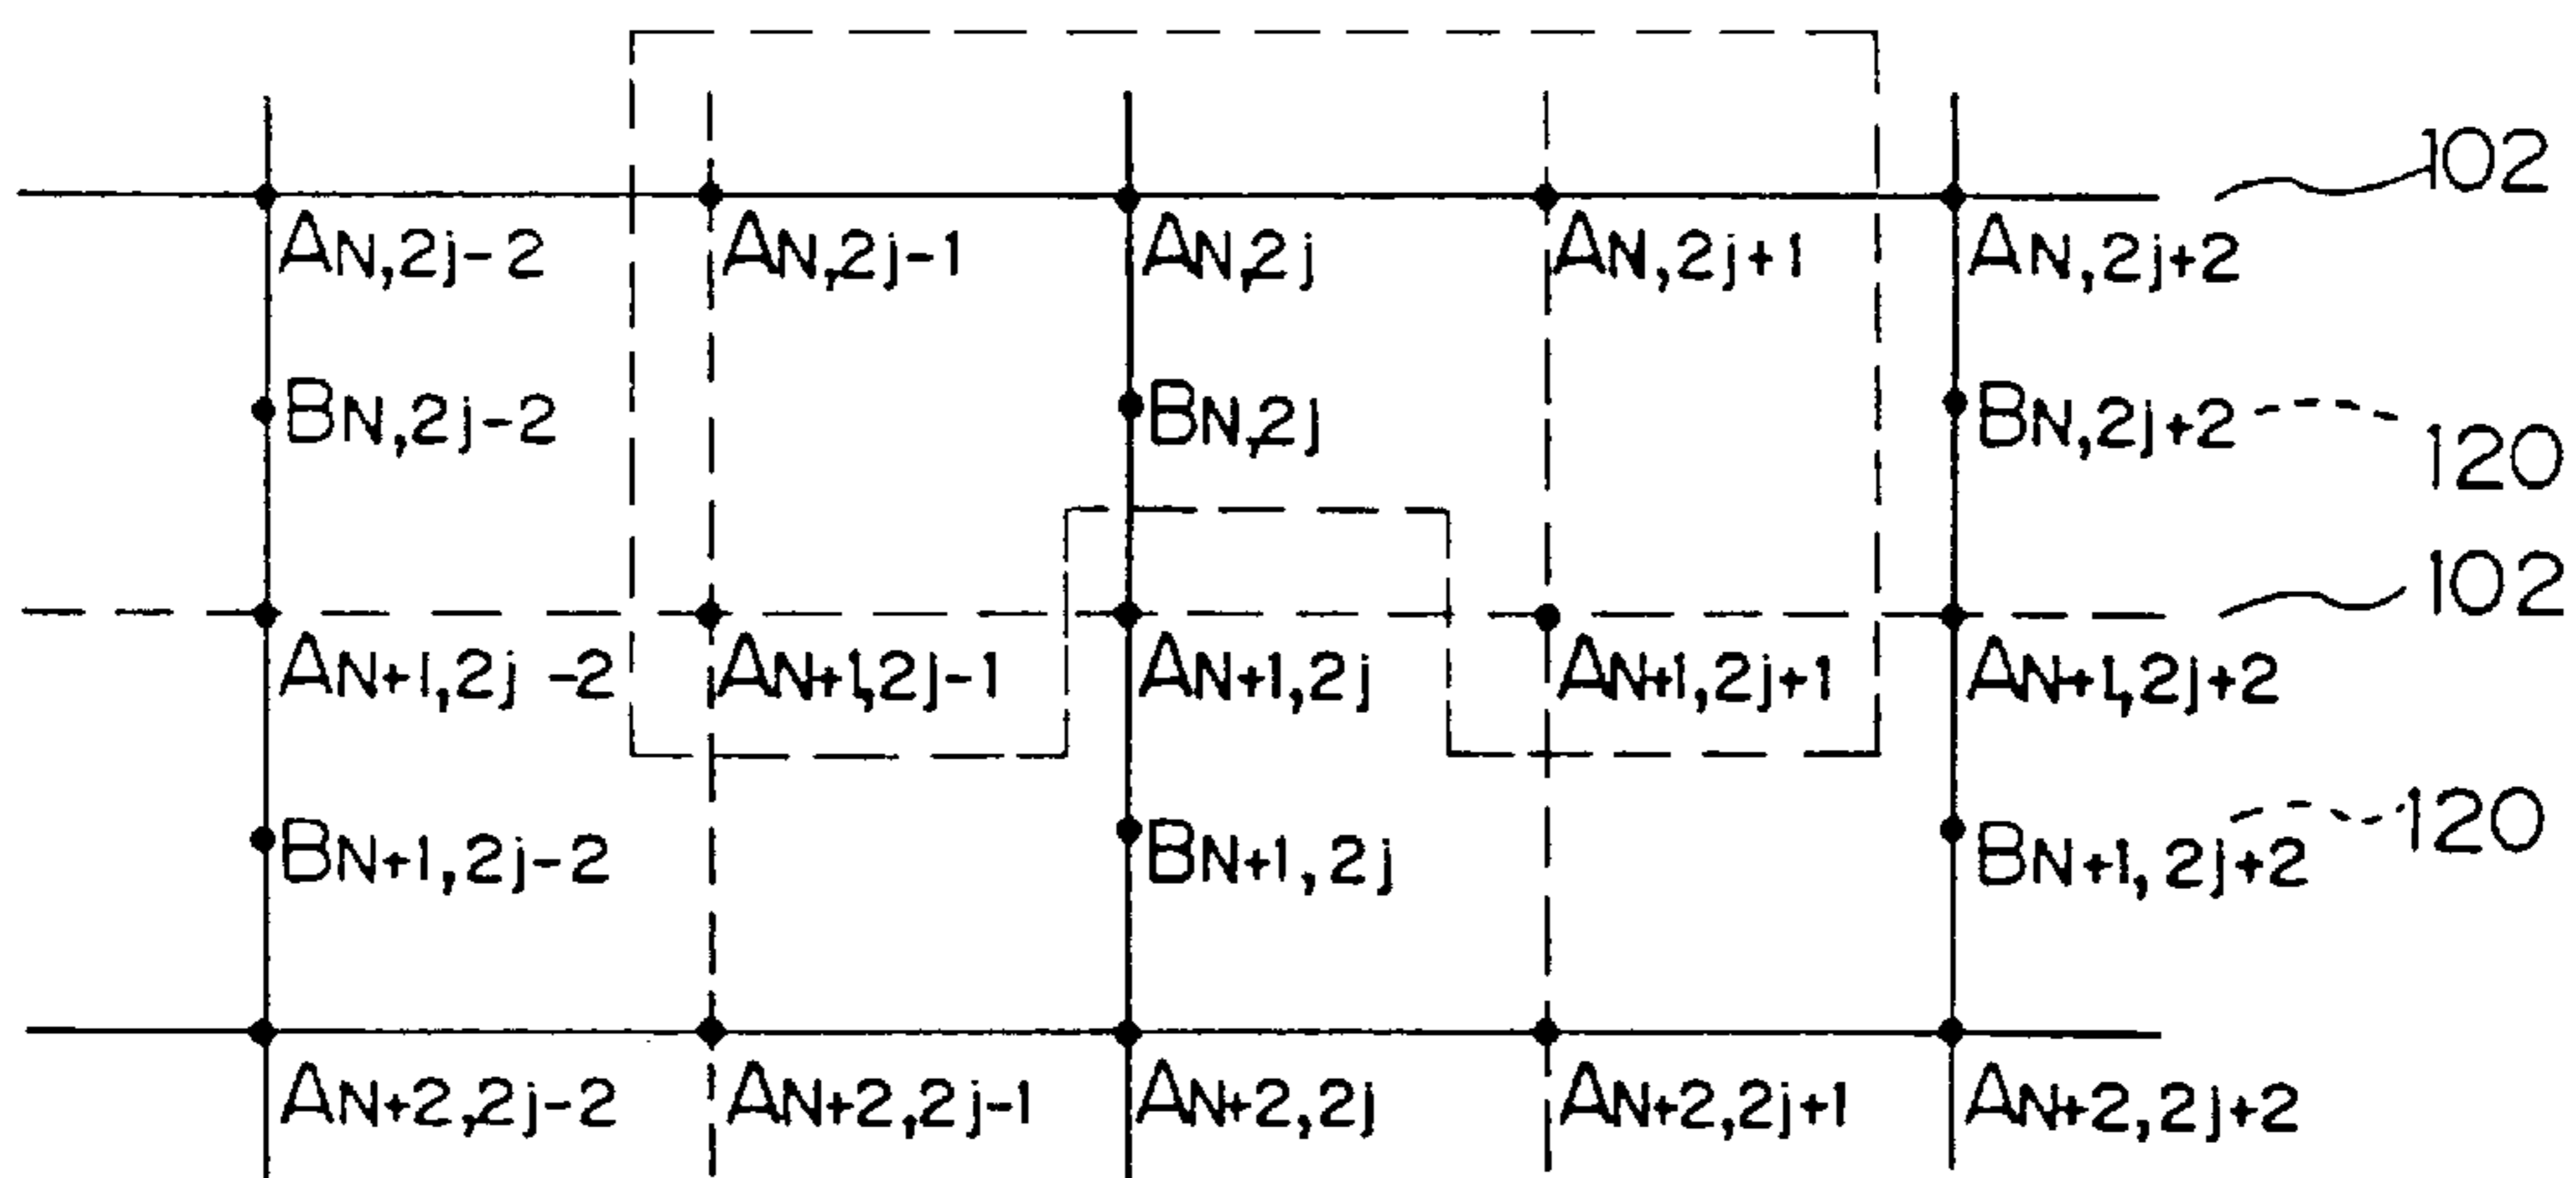 102
AN,2j-2 AN,2j-1 AN,2j AN,2j+1 AN,2j+2
BN,2j-2 BN,2j BN,2j+2 120
102
AN+1,2j-2 AN+1,2j-1 AN+1,2j AN+1,2j+1 AN+1,2j+2
BN+1,2j-2 BN+1,2j BN+1,2j+2 120
AN+2,2j-2 AN+2,2j-1 AN+2,2j AN+2,2j+1 AN+2,2j+2